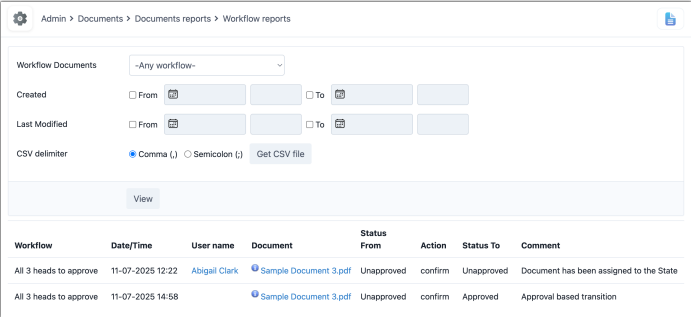 Admin > Documents > Documents reports > Workflow reports
Workflow Documents -Any workflow-
Created From To
Last Modified From To
CSV delimiter Comma (,) Semicolon (;) Get CSV file
View
Workflow Date/Time User name Document Status From Action Status To Comment
All 3 heads to approve 11-07-2025 12:22 Abigail Clark Sample Document 3.pdf Unapproved confirm Unapproved Document has been assigned to the State
All 3 heads to approve 11-07-2025 14:58 Sample Document 3.pdf Unapproved confirm Approved Approval based transition